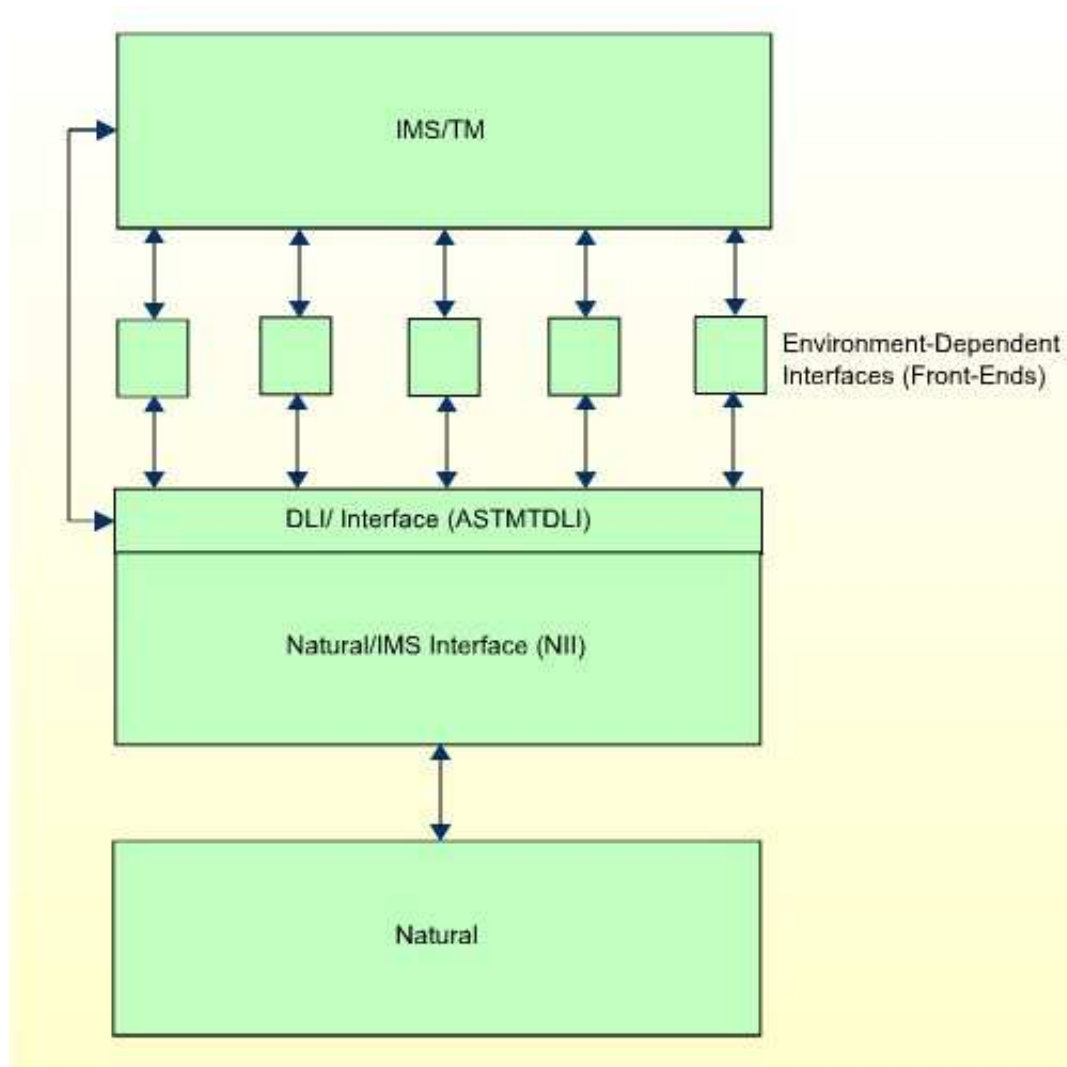 IMS/TM
Environment-Dependent
Interfaces (Front-Ends)
DLI/ Interface (ASTMTDLI)
Natural/IMS Interface (NII)
Natural